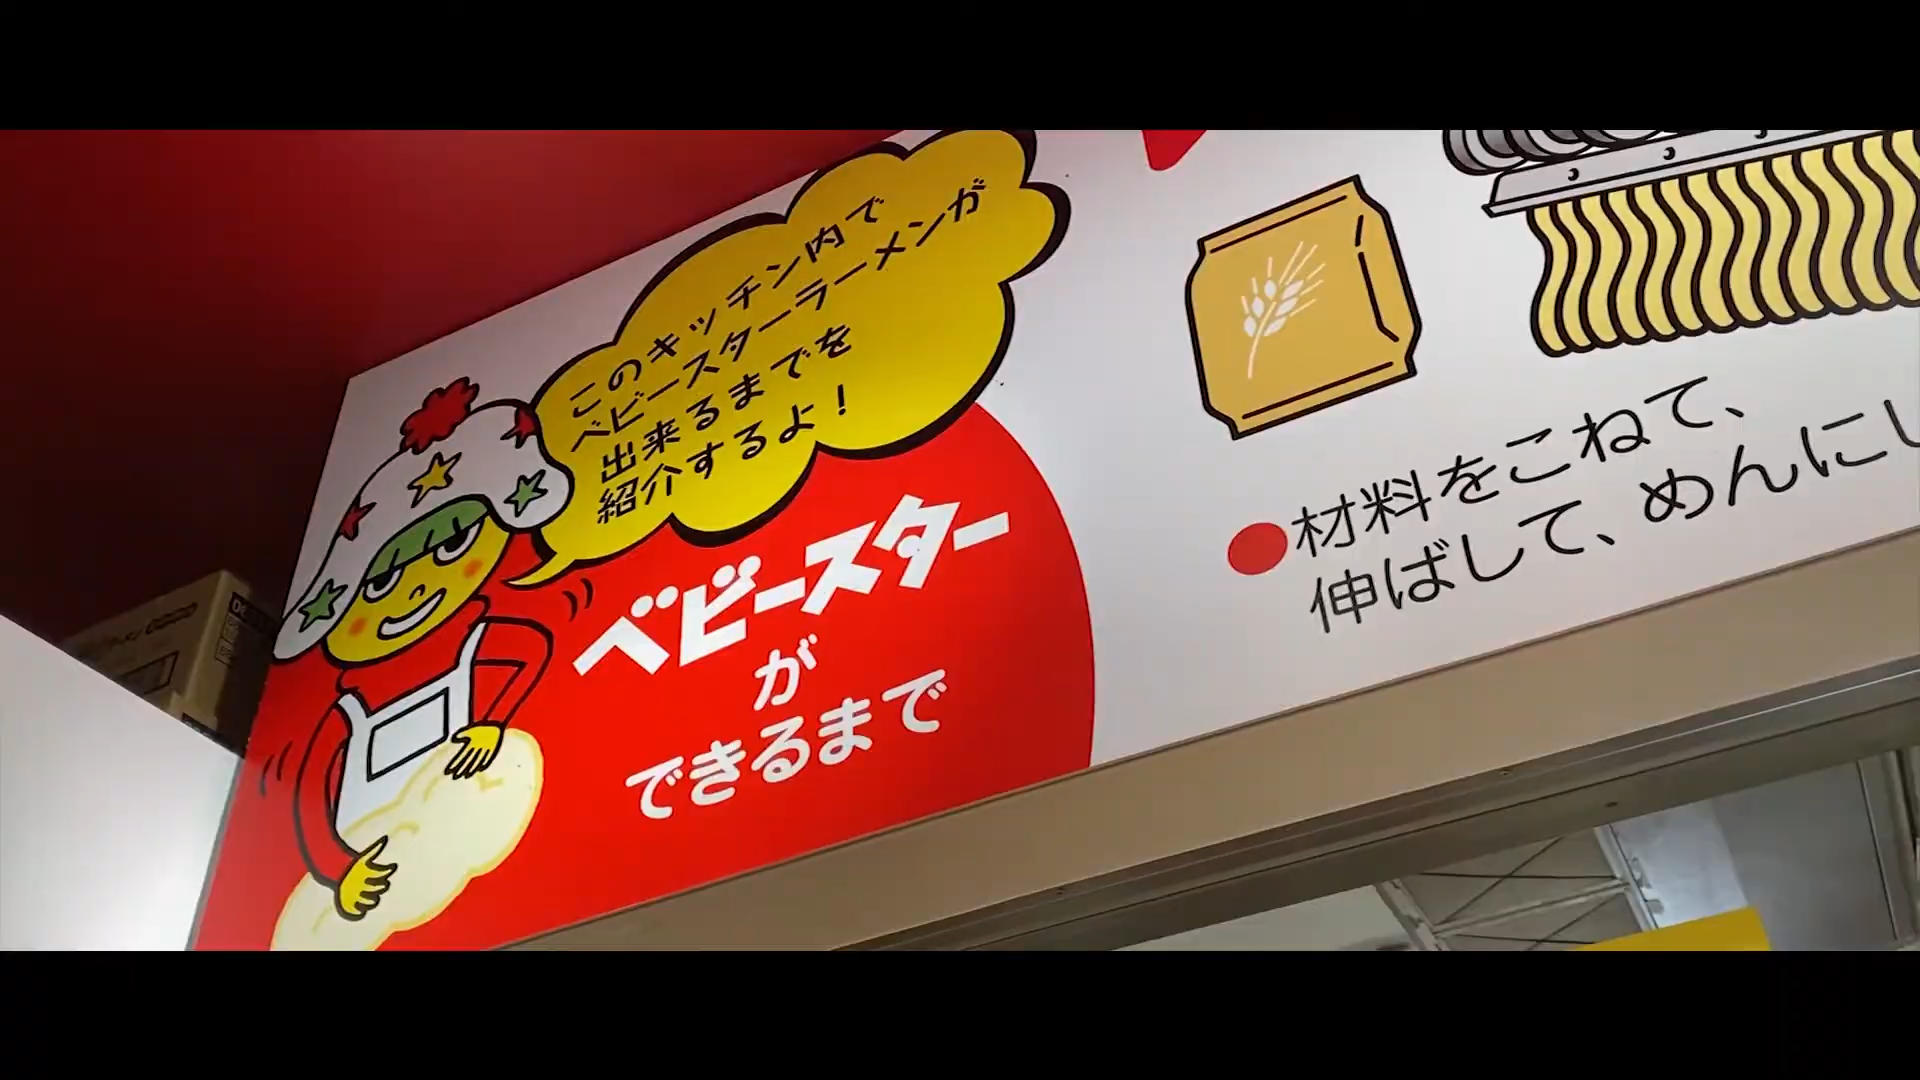 このキッチン内で
ベビースターラーメンが
出来るまでを
紹介するよ!
ベビースター
が
できるまで
●材料をこねて、
伸ばして、めんにし